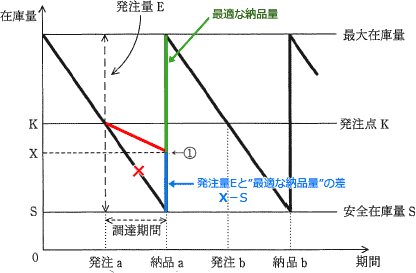 在庫量
発注量 E
最適な納品量
最大在庫量
K
発注点 K
X
①
発注量Eと"最適な納品量"の差
X－S
S
安全在庫量 S
調達期間
0
発注 a
納品 a
発注 b
納品 b
期間